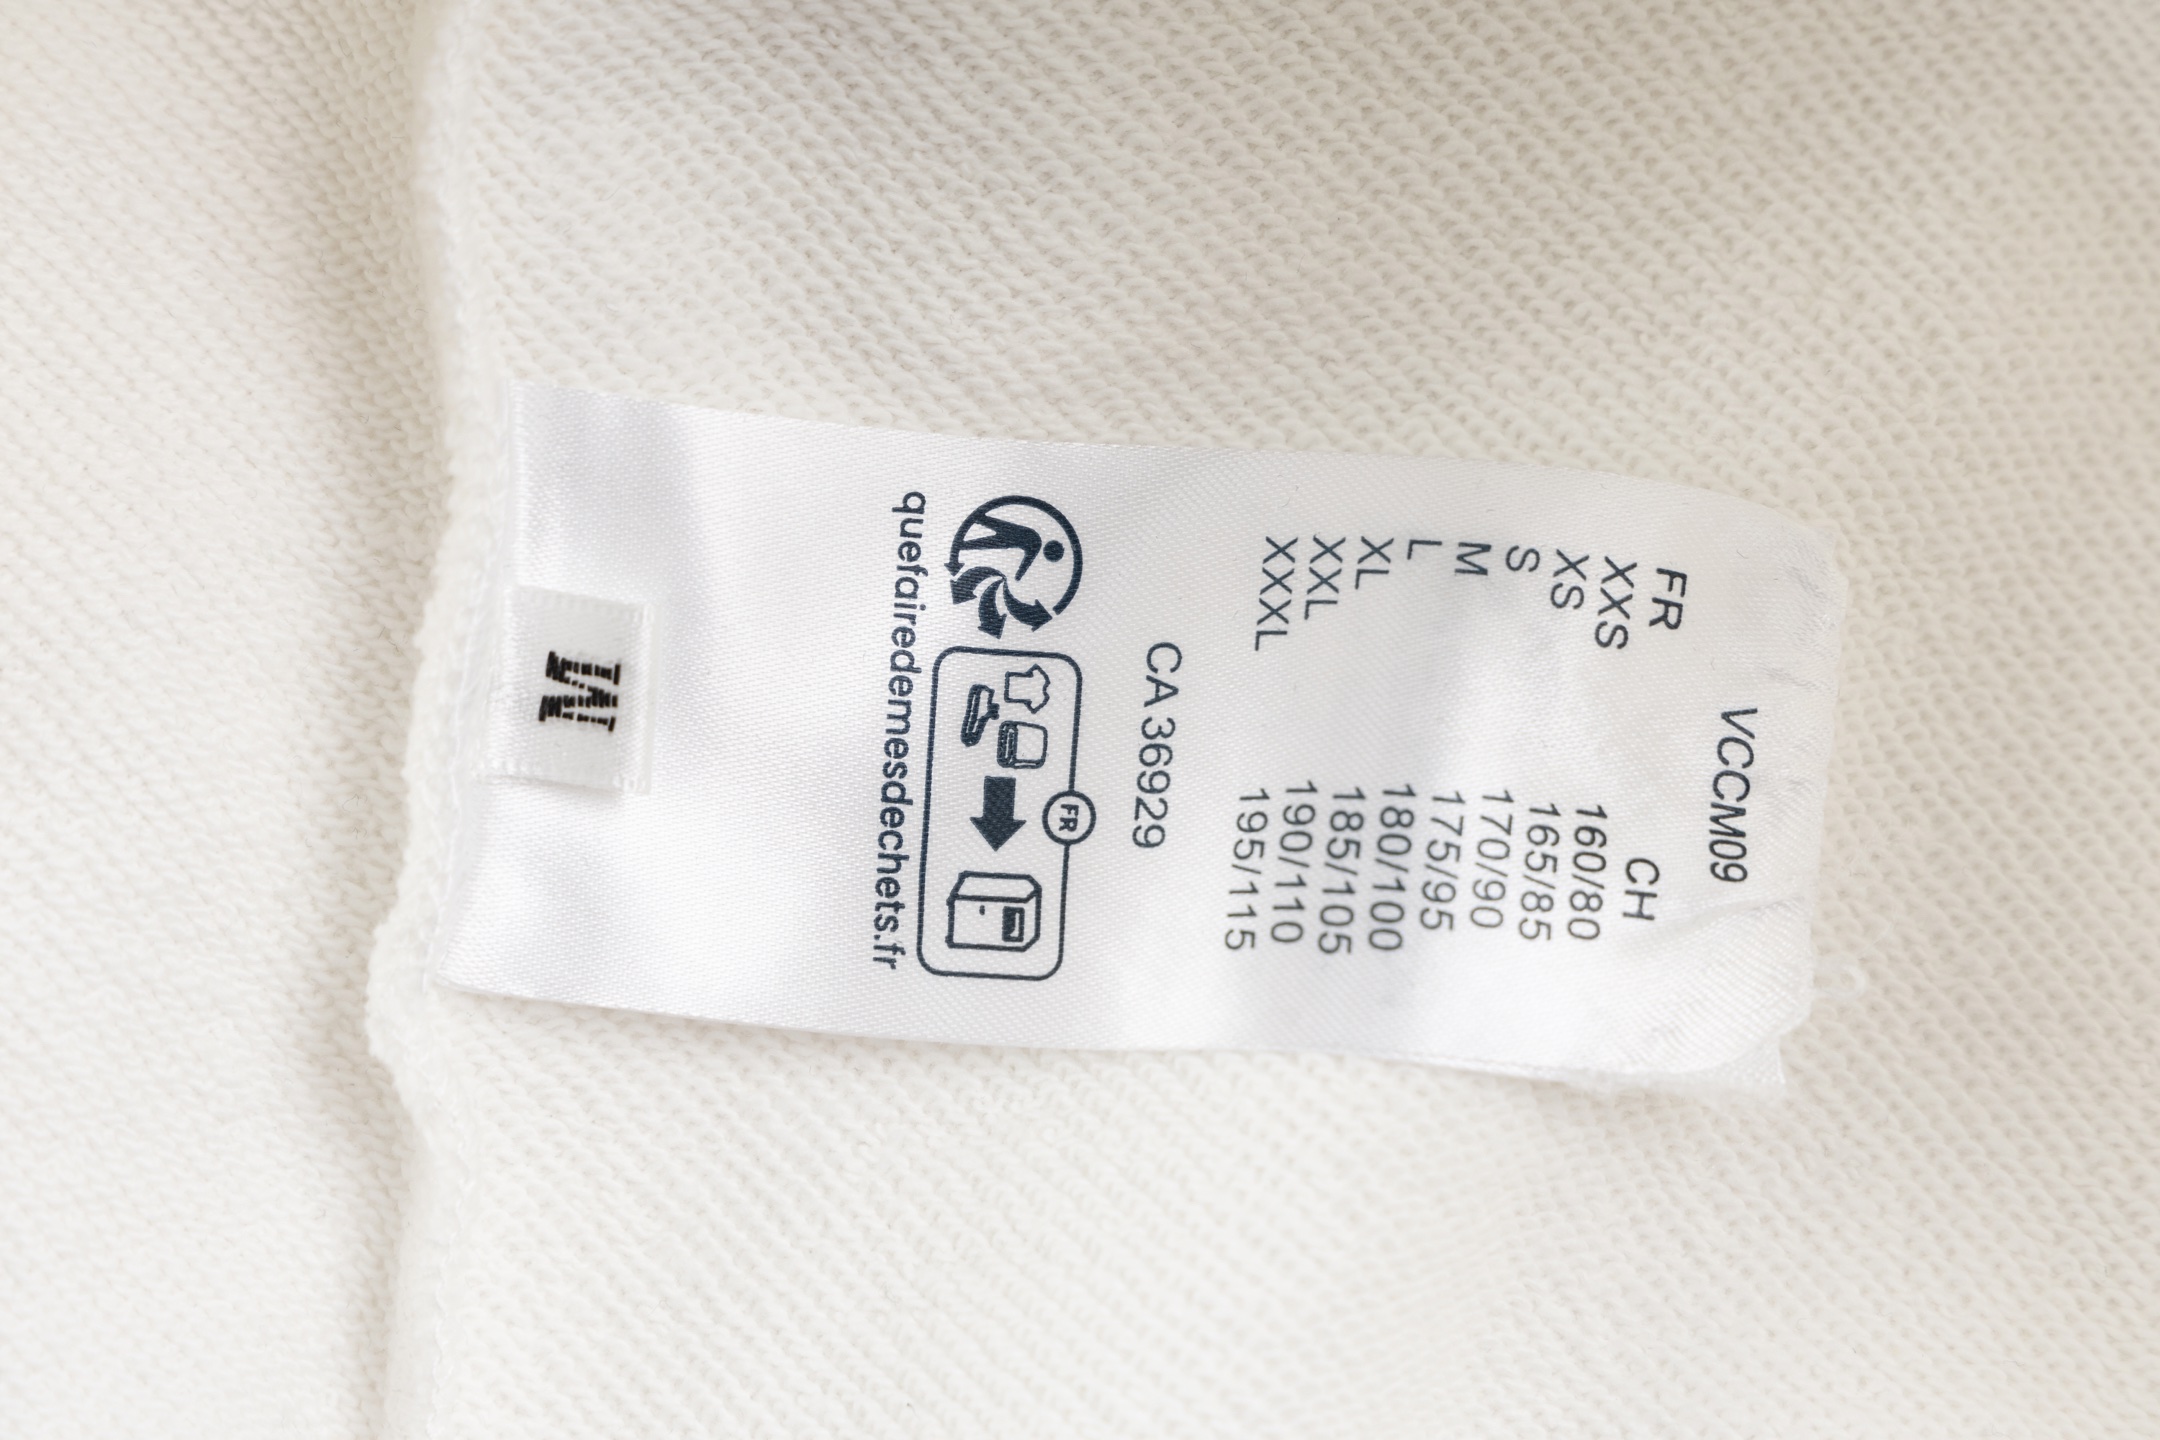 VCCM09
FR CH
XXS 160/80
XS 165/85
S 170/90
M 175/95
L 180/100
XL 185/105
XXL 190/110
XXXL 195/115
CA 36929
FR
quefairedemesdechets.fr
M